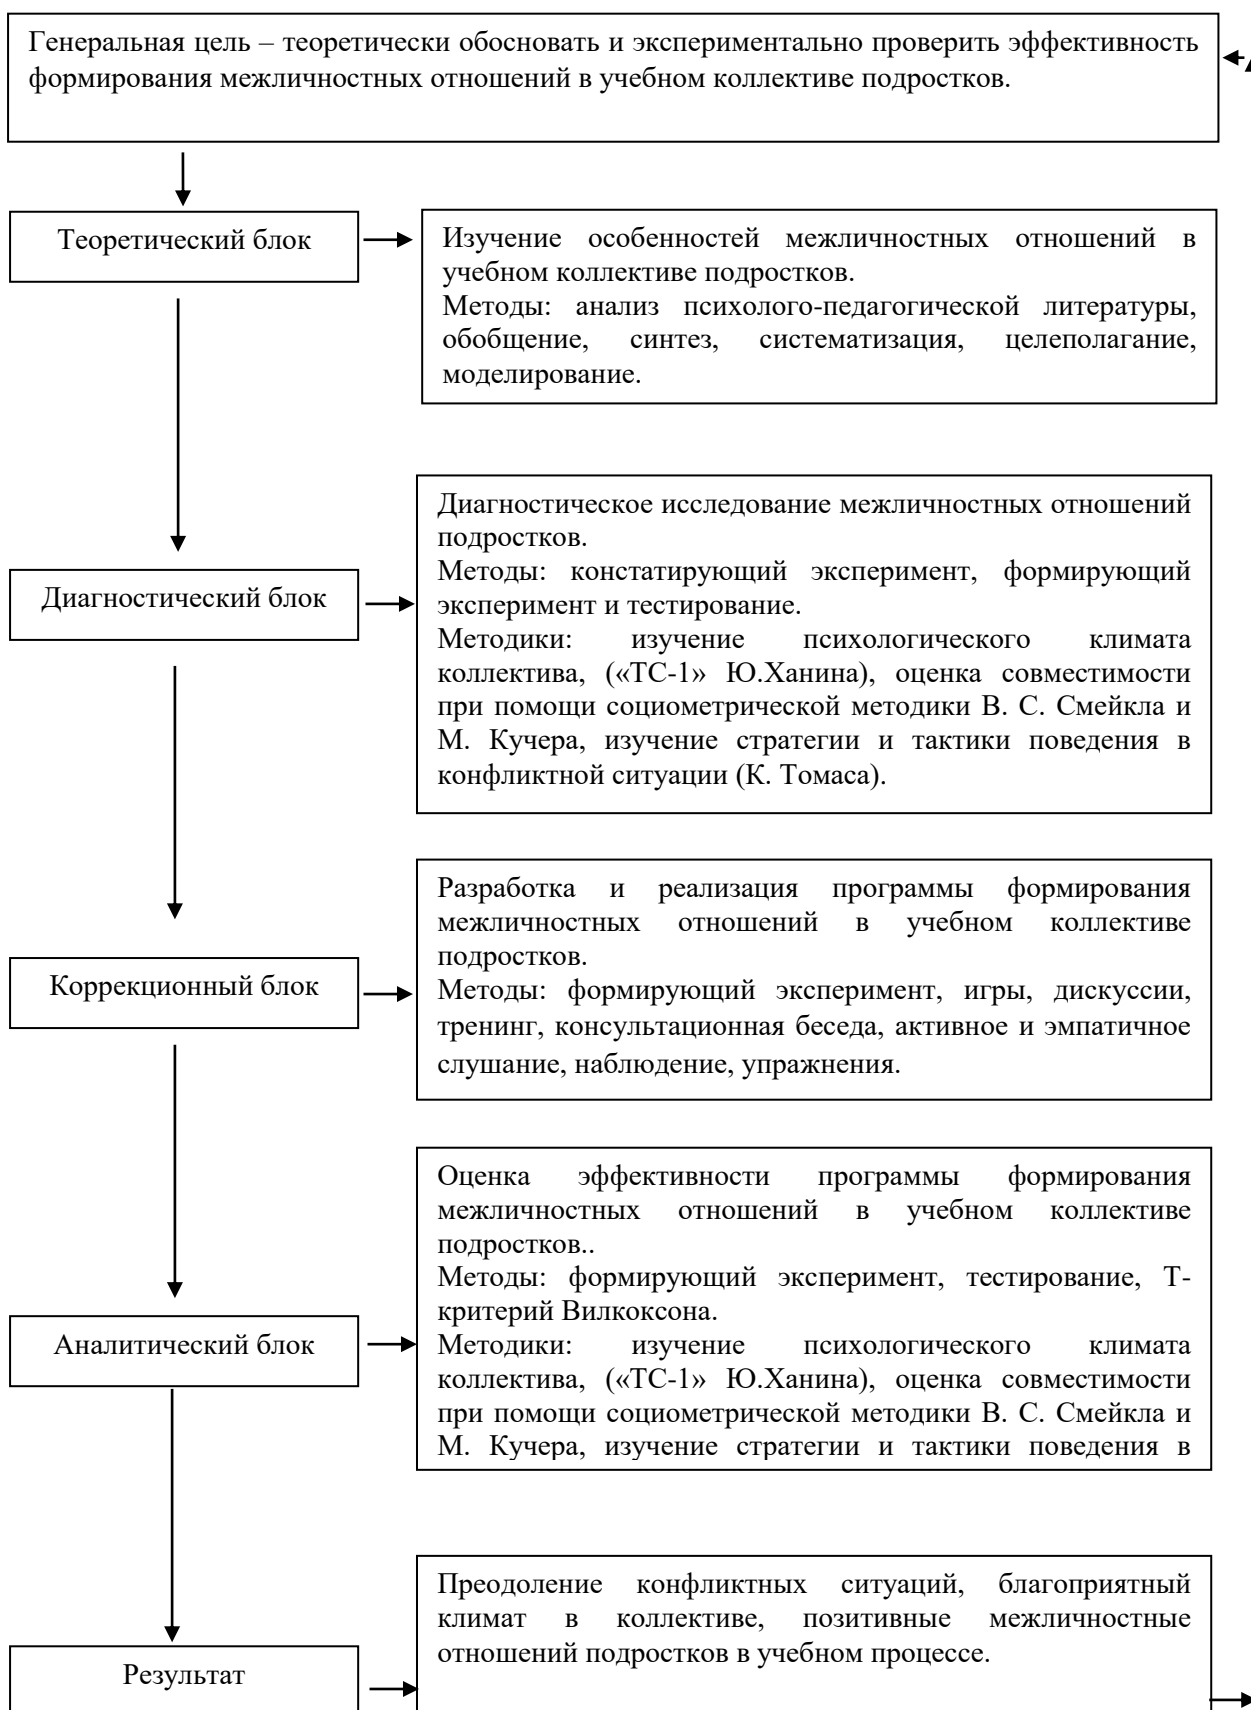 Генеральная цель – теоретически обосновать и экспериментально проверить эффективность
формирования межличностных отношений в учебном коллективе подростков.
Теоретический блок
Изучение особенностей межличностных отношений в
учебном коллективе подростков.
Методы: анализ психолого-педагогической литературы,
обобщение, синтез, систематизация, целеполагание,
моделирование.
Диагностический блок
Диагностическое исследование межличностных отношений
подростков.
Методы: констатирующий эксперимент, формирующий
эксперимент и тестирование.
Методики: изучение психологического климата
коллектива, («ТС-1» Ю.Ханина), оценка совместимости
при помощи социометрической методики В. С. Смейкла и
М. Кучера, изучение стратегии и тактики поведения в
конфликтной ситуации (К. Томаса).
Коррекционный блок
Разработка и реализация программы формирования
межличностных отношений в учебном коллективе
подростков.
Методы: формирующий эксперимент, игры, дискуссии,
тренинг, консультационная беседа, активное и эмпатичное
слушание, наблюдение, упражнения.
Аналитический блок
Оценка эффективности программы формирования
межличностных отношений в учебном коллективе
подростков..
Методы: формирующий эксперимент, тестирование, Т-
критерий Вилкоксона.
Методики: изучение психологического климата
коллектива, («ТС-1» Ю.Ханина), оценка совместимости
при помощи социометрической методики В. С. Смейкла и
М. Кучера, изучение стратегии и тактики поведения в
Результат
Преодоление конфликтных ситуаций, благоприятный
климат в коллективе, позитивные межличностные
отношений подростков в учебном процессе.